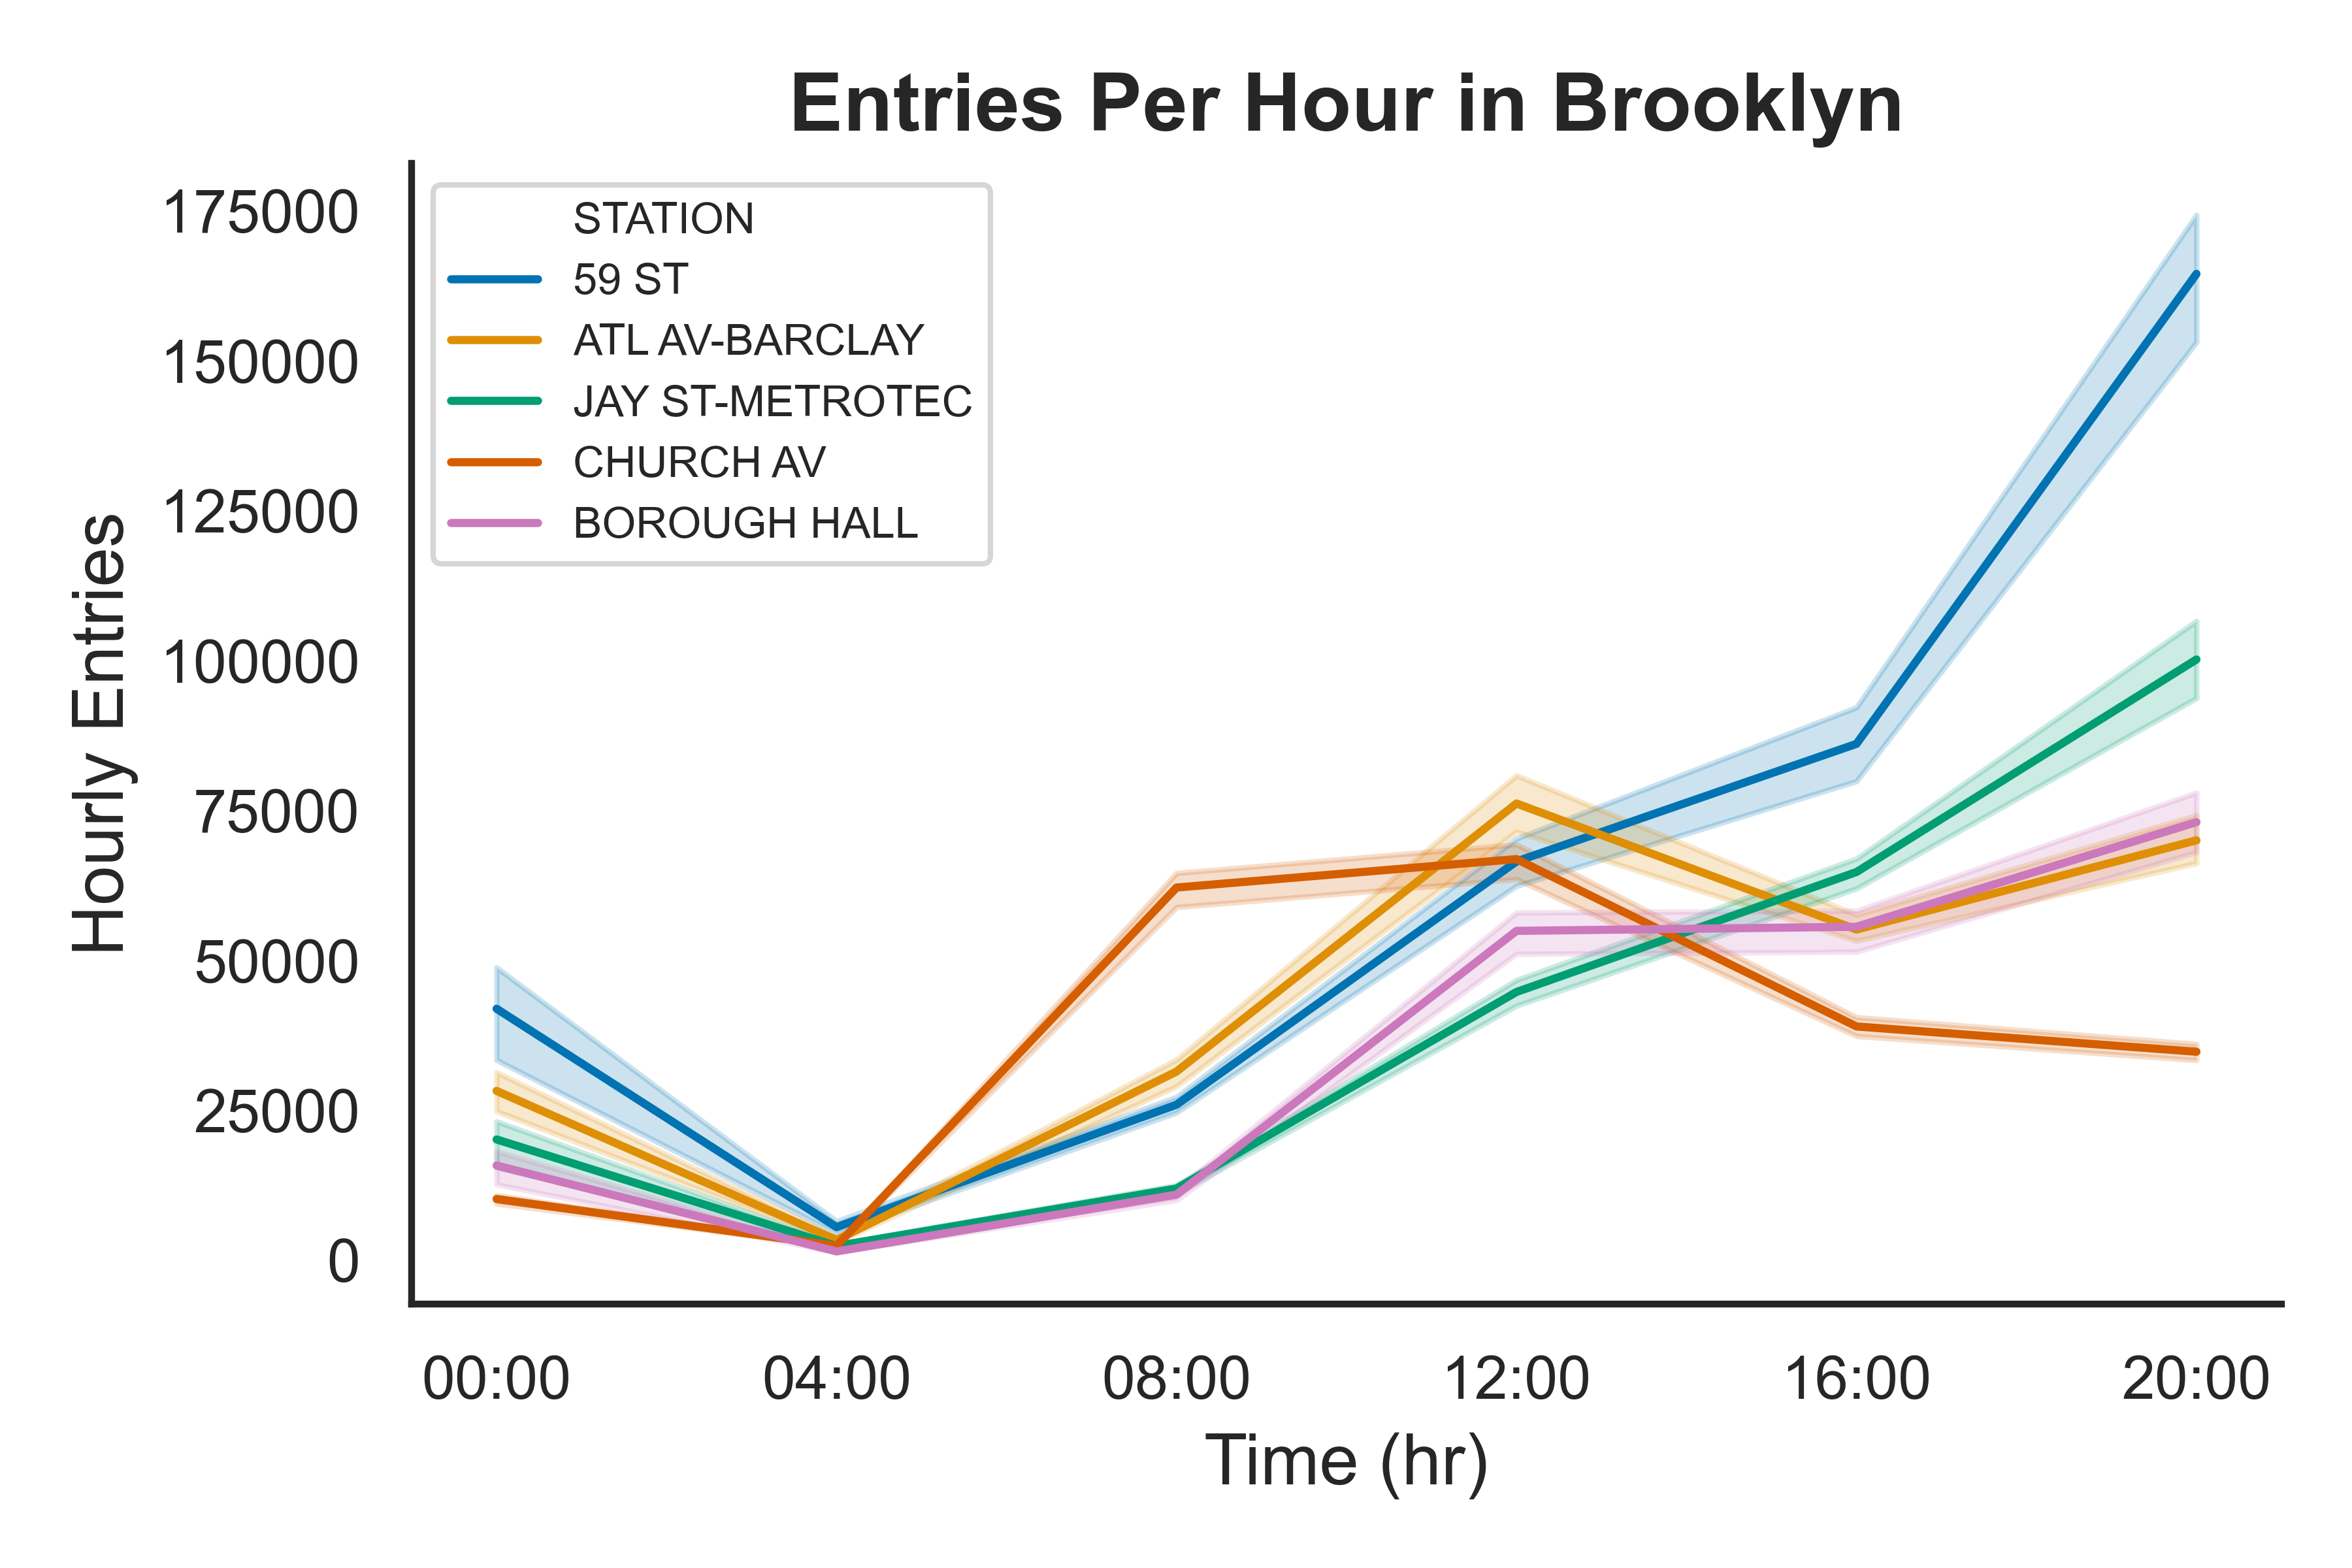 Entries Per Hour in Brooklyn
175000
150000
125000
100000
75000
50000
25000
0
Hourly Entries
STATION
59 ST
ATL AV-BARCLAY
JAY ST-METROTEC
CHURCH AV
BOROUGH HALL
00:00 04:00 08:00 12:00 16:00 20:00
Time (hr)